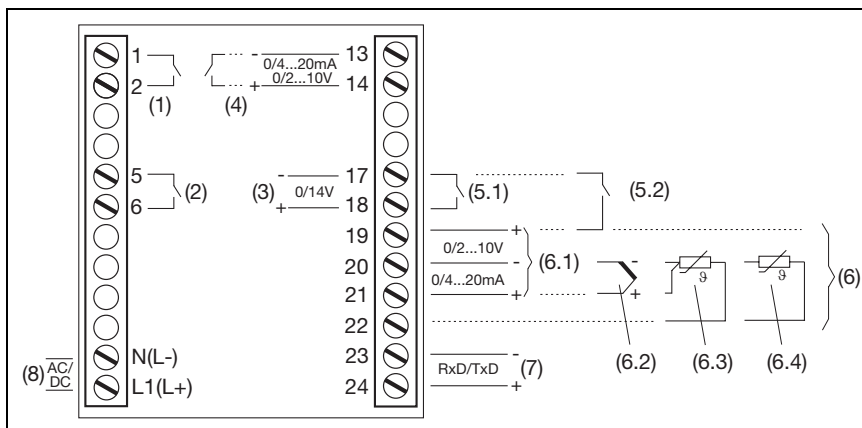 1 - 13
0/4...20mA
0/2...10V
2 + 14
(1) (4)
5 - 17 (5.1) (5.2)
(2) (3) 0/14V
6 + 18
19 +
0/2...10V
20 - (6.1) - ϑ ϑ (6)
0/4...20mA
21 + +
22
(6.2) (6.3) (6.4)
N(L-) 23 -
(8) AC/ DC RxD/TxD (7)
L1(L+) 24 +